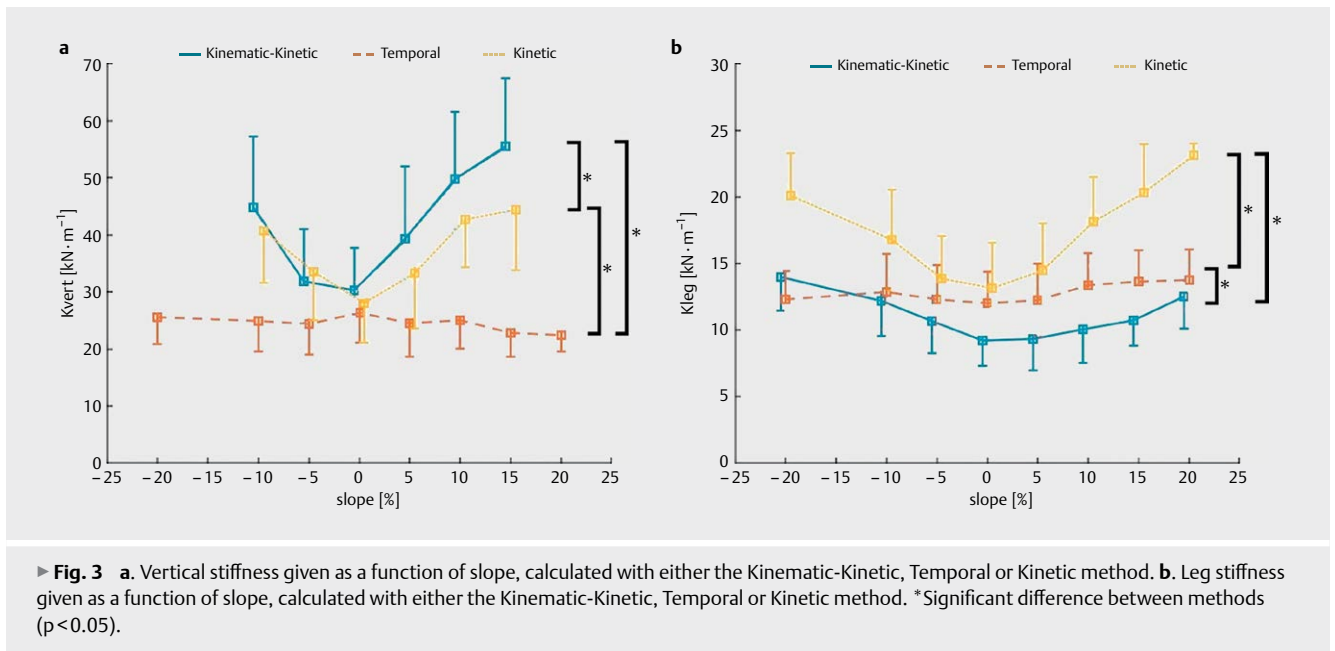 a
Kinematic-Kinetic Temporal Kinetic
70
60
50
40
30
20
10
0
Kvert [kN·m⁻¹]
*
*
*
−25 −20 −15 −10 −5 0 5 10 15 20 25
slope [%]
b
Kinematic-Kinetic Temporal Kinetic
30
25
20
15
10
5
0
Kleg [kN·m⁻¹]
*
*
*
−25 −20 −15 −10 −5 0 5 10 15 20 25
slope [%]
▶ Fig. 3 a. Vertical stiffness given as a function of slope, calculated with either the Kinematic-Kinetic, Temporal or Kinetic method. b. Leg stiffness
given as a function of slope, calculated with either the Kinematic-Kinetic, Temporal or Kinetic method. *Significant difference between methods
(p<0.05).